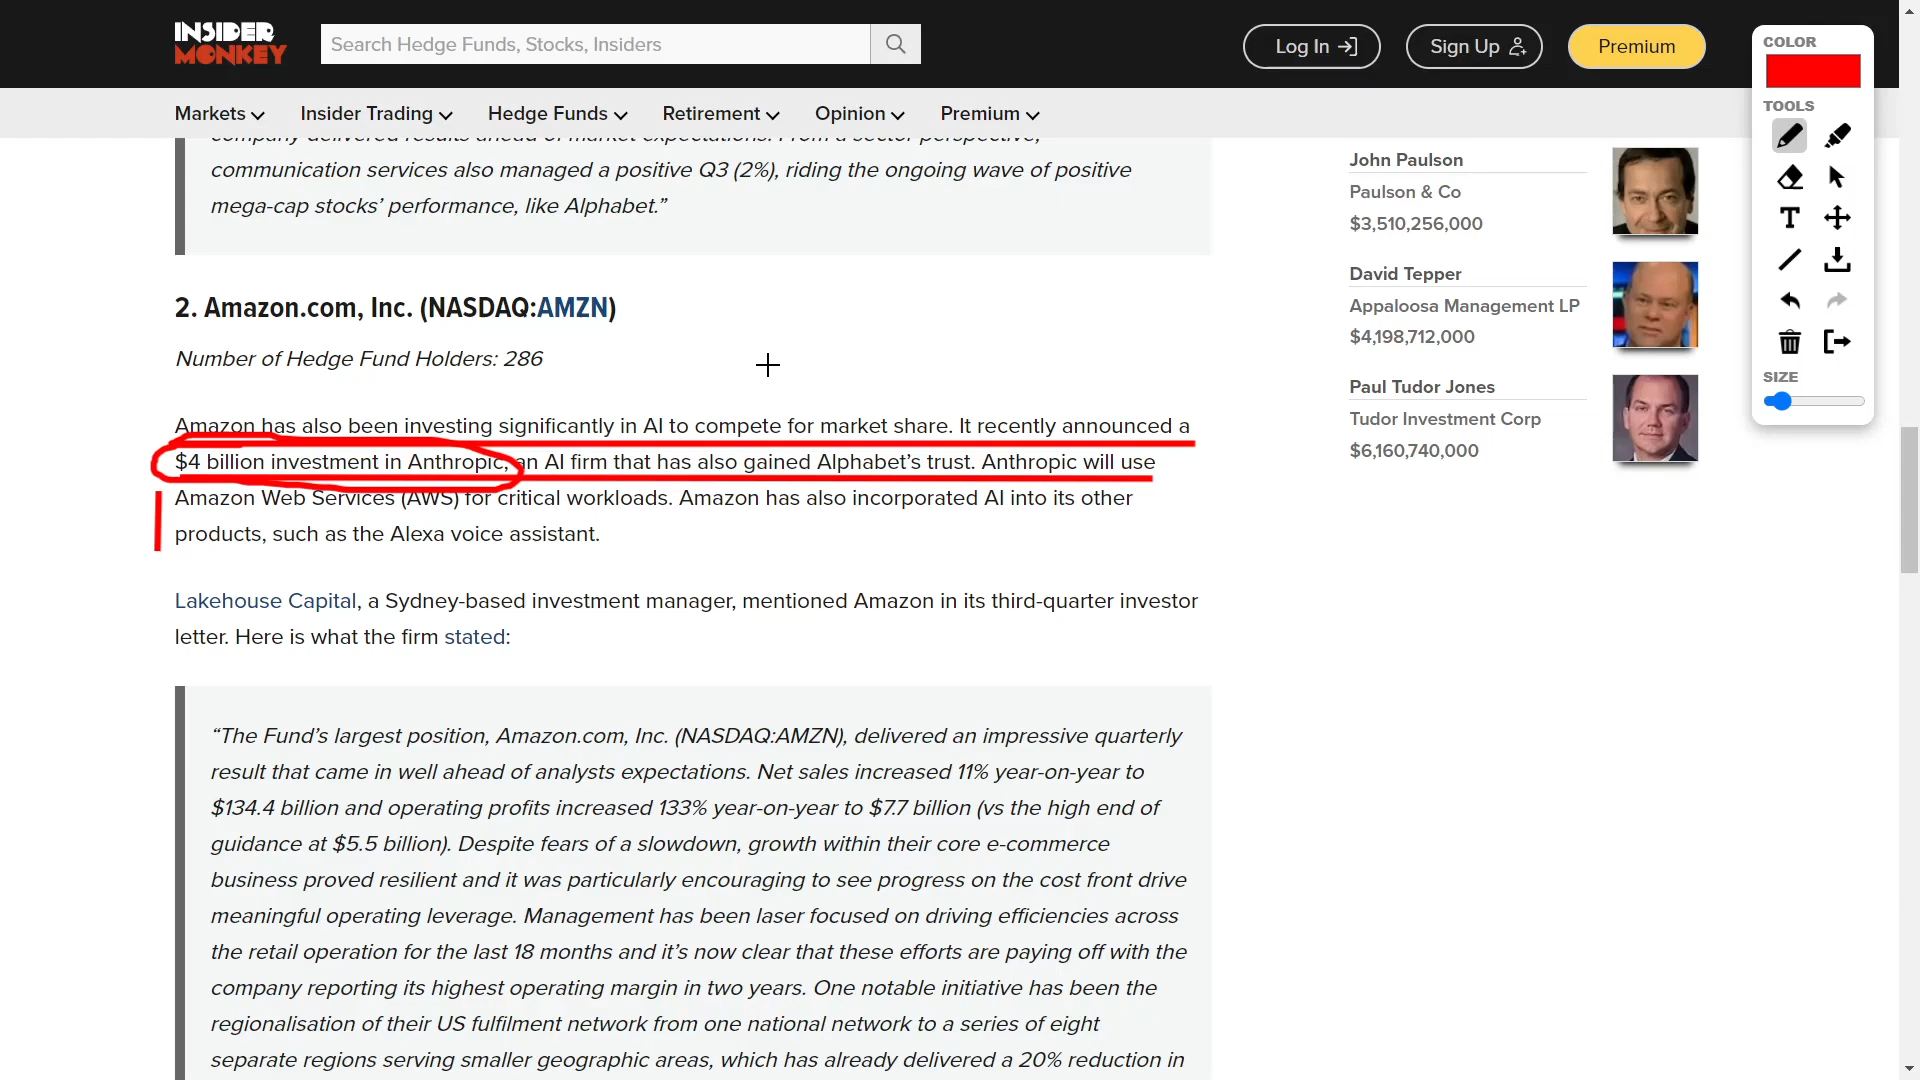 INSIDER
MONKEY
Search Hedge Funds, Stocks, Insiders
Log In
Sign Up
Premium
Markets
Insider Trading
Hedge Funds
Retirement
Opinion
Premium
company delivered results ahead of market expectations. From a sector perspective,
communication services also managed a positive Q3 (2%), riding the ongoing wave of positive
mega-cap stocks’ performance, like Alphabet.”
2. Amazon.com, Inc. (NASDAQ:AMZN)
Number of Hedge Fund Holders: 286
Amazon has also been investing significantly in AI to compete for market share. It recently announced a
$4 billion investment in Anthropic, an AI firm that has also gained Alphabet’s trust. Anthropic will use
Amazon Web Services (AWS) for critical workloads. Amazon has also incorporated AI into its other
products, such as the Alexa voice assistant.
Lakehouse Capital, a Sydney-based investment manager, mentioned Amazon in its third-quarter investor
letter. Here is what the firm stated:
“The Fund’s largest position, Amazon.com, Inc. (NASDAQ:AMZN), delivered an impressive quarterly
result that came in well ahead of analysts expectations. Net sales increased 11% year-on-year to
$134.4 billion and operating profits increased 133% year-on-year to $7.7 billion (vs the high end of
guidance at $5.5 billion). Despite fears of a slowdown, growth within their core e-commerce
business proved resilient and it was particularly encouraging to see progress on the cost front drive
meaningful operating leverage. Management has been laser focused on driving efficiencies across
the retail operation for the last 18 months and it’s now clear that these efforts are paying off with the
company reporting its highest operating margin in two years. One notable initiative has been the
regionalisation of their US fulfilment network from one national network to a series of eight
separate regions serving smaller geographic areas, which has already delivered a 20% reduction in
John Paulson
Paulson & Co
$3,510,256,000
David Tepper
Appaloosa Management LP
$4,198,712,000
Paul Tudor Jones
Tudor Investment Corp
$6,160,740,000
COLOR
TOOLS
T
SIZE